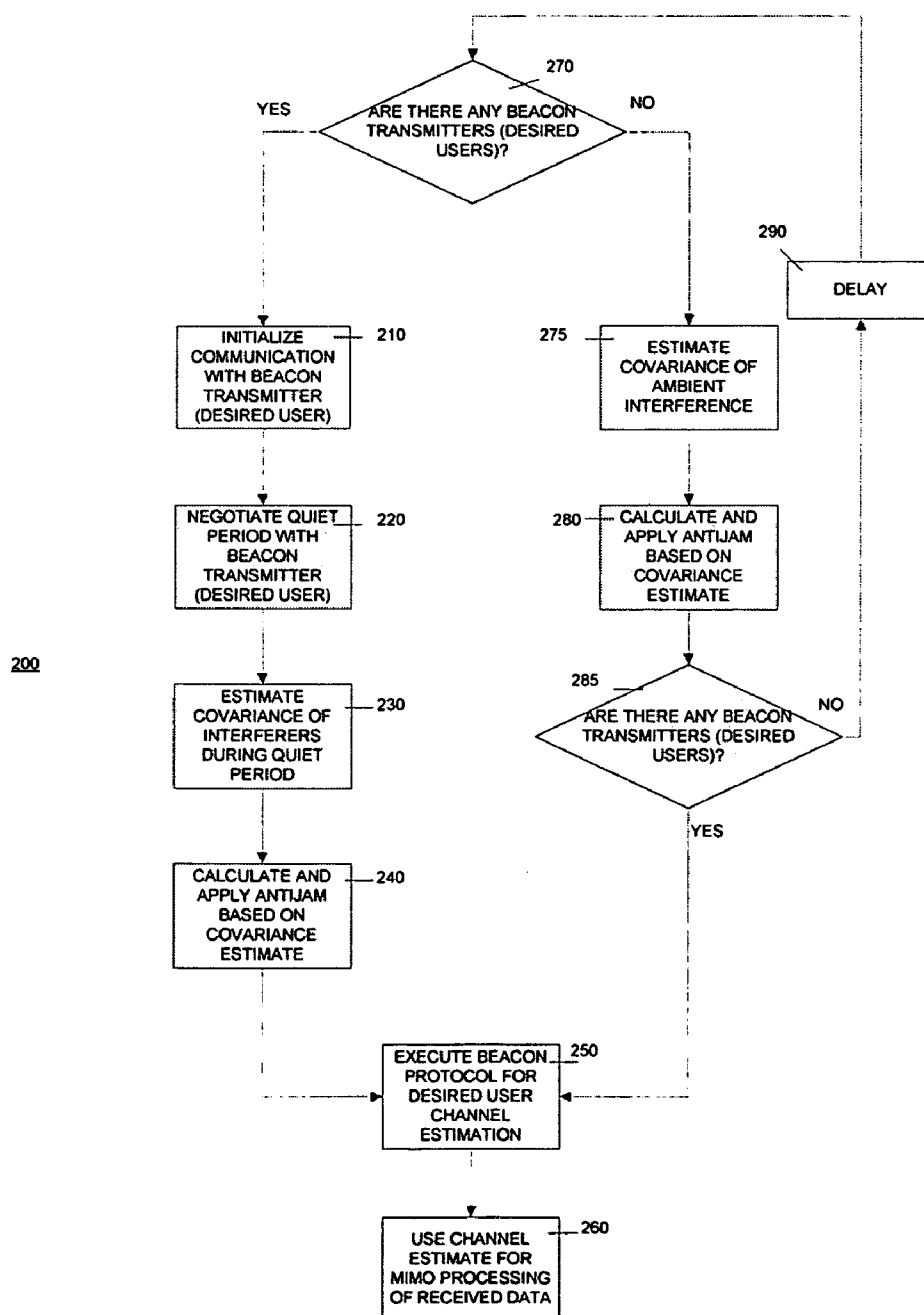 270
YES
ARE THERE ANY BEACON
TRANSMITTERS (DESIRED
USERS)?
NO
290
DELAY
210
INITIALIZE
COMMUNICATION
WITH BEACON
TRANSMITTER
(DESIRED USER)
275
ESTIMATE
COVARIANCE OF
AMBIENT
INTERFERENCE
220
NEGOTIATE QUIET
PERIOD WITH
BEACON
TRANSMITTER
(DESIRED USER)
280
CALCULATE AND
APPLY ANTIJAM
BASED ON
COVARIANCE
ESTIMATE
200
230
ESTIMATE
COVARIANCE OF
INTERFERERS
DURING QUIET
PERIOD
285
ARE THERE ANY BEACON
TRANSMITTERS (DESIRED
USERS)?
NO
YES
240
CALCULATE AND
APPLY ANTIJAM
BASED ON
COVARIANCE
ESTIMATE
250
EXECUTE BEACON
PROTOCOL FOR
DESIRED USER
CHANNEL
ESTIMATION
260
USE CHANNEL
ESTIMATE FOR
MIMO PROCESSING
OF RECEIVED DATA